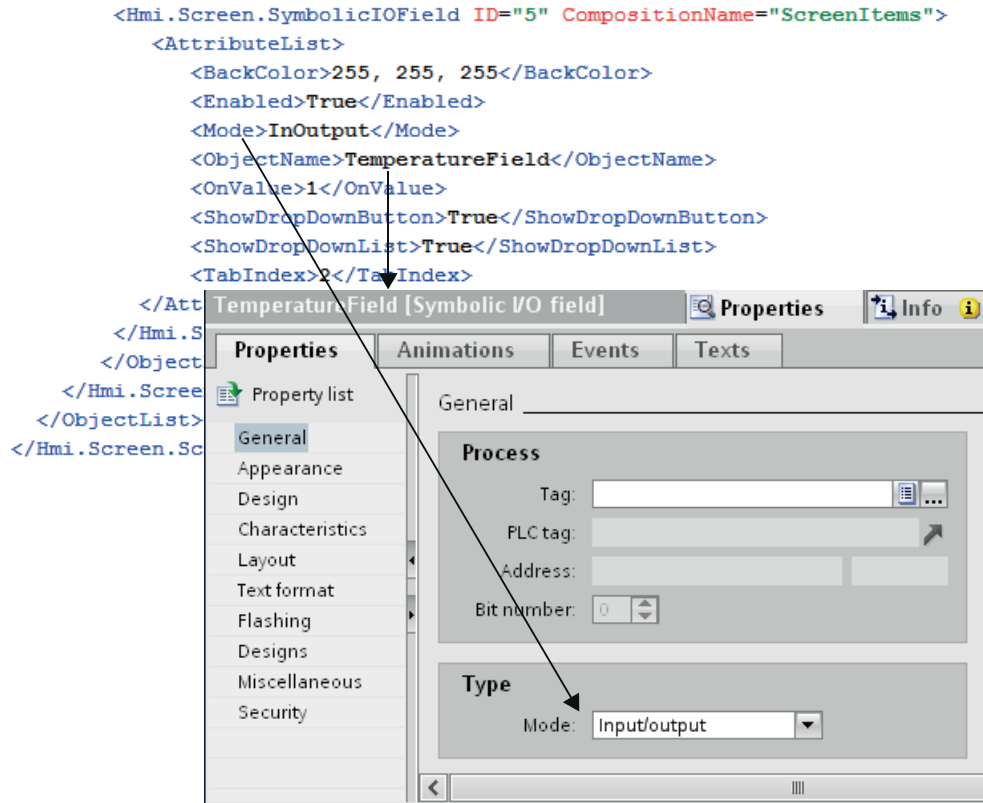 <Hmi.Screen.SymbolicIOField ID="5" CompositionName="ScreenItems">
<AttributeList>
<BackColor>255, 255, 255</BackColor>
<Enabled>True</Enabled>
<Mode>InOutput</Mode>
<ObjectName>TemperatureField</ObjectName>
<OnValue>1</OnValue>
<ShowDropDownButton>True</ShowDropDownButton>
<ShowDropDownList>True</ShowDropDownList>
<TabIndex>2</TabIndex>
</Att
</Hmi.S
</Object
</Hmi.Scree
</ObjectList>
</Hmi.Screen.Sc
TemperatureField [Symbolic I/O field]
Properties
Info
Properties
Animations
Events
Texts
Property list
General
Appearance
Design
Characteristics
Layout
Text format
Flashing
Designs
Miscellaneous
Security
General
Process
Tag:
...
PLC tag:
Address:
Bit number: 0
Type
Mode: Input/output